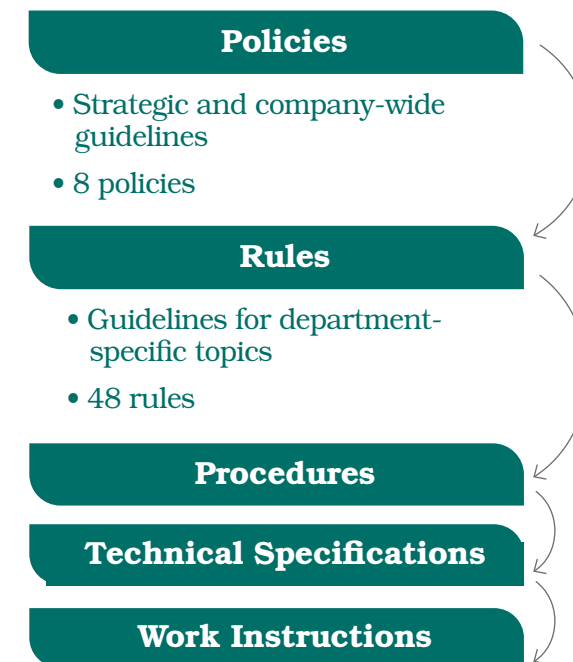 Policies
• Strategic and company-wide
guidelines
• 8 policies
Rules
• Guidelines for department-
specific topics
• 48 rules
Procedures
Technical Specifications
Work Instructions